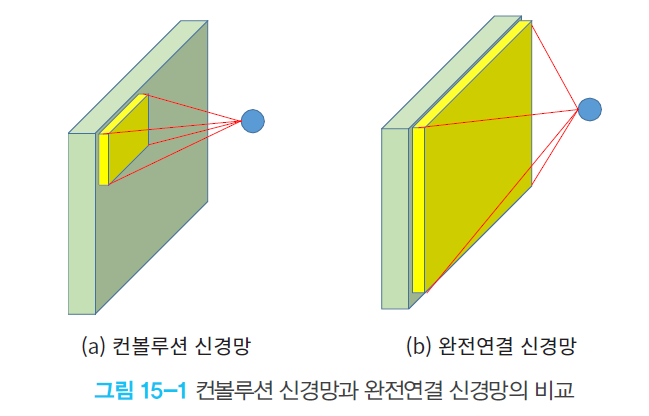 (a) 컨볼루션 신경망
(b) 완전연결 신경망
그림 15-1 컨볼루션 신경망과 완전연결 신경망의 비교